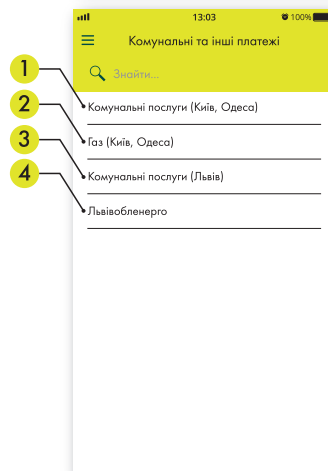 13:03
100%
Комунальні та інші платежі
Знайти...
1
Комунальні послуги (Київ, Одеса)
2
Газ (Київ, Одеса)
3
Комунальні послуги (Львів)
4
Львівобленерго